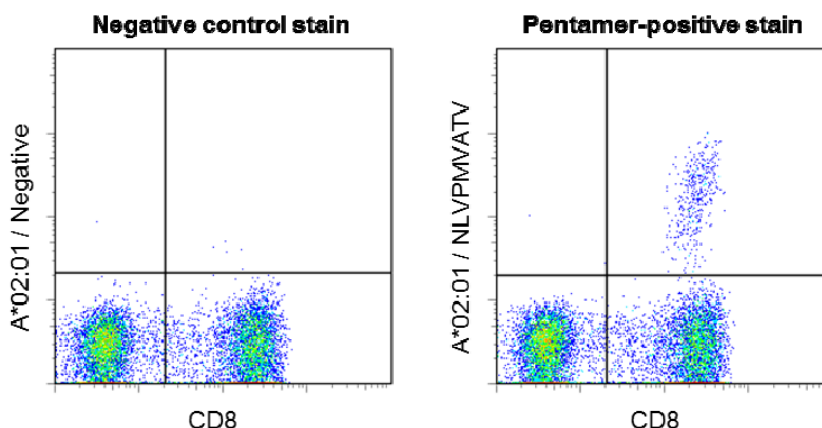 Negative control stain
A*02:01 / Negative
CD8
Pentamer-positive stain
A*02:01 / NLVPMVATV
CD8